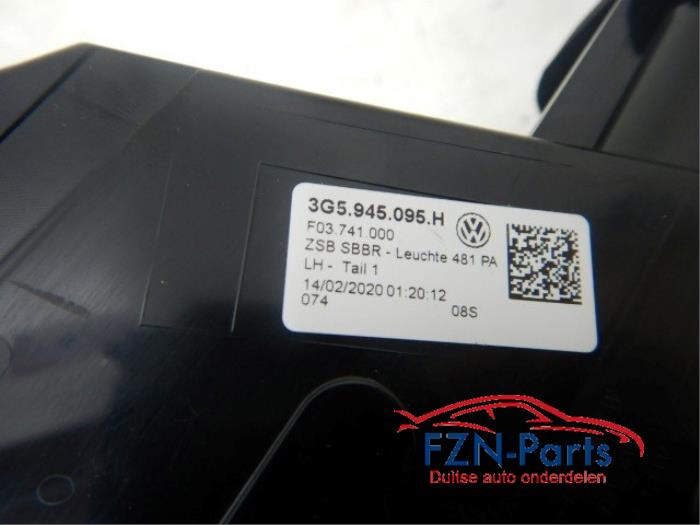 3G5.945.095.H
F03.741.000
ZSB SBBR - Leuchte 481 PA
LH - Tail 1
14/02/2020 01:20:12
074 08S
FZN-Parts
Duitse auto onderdelen